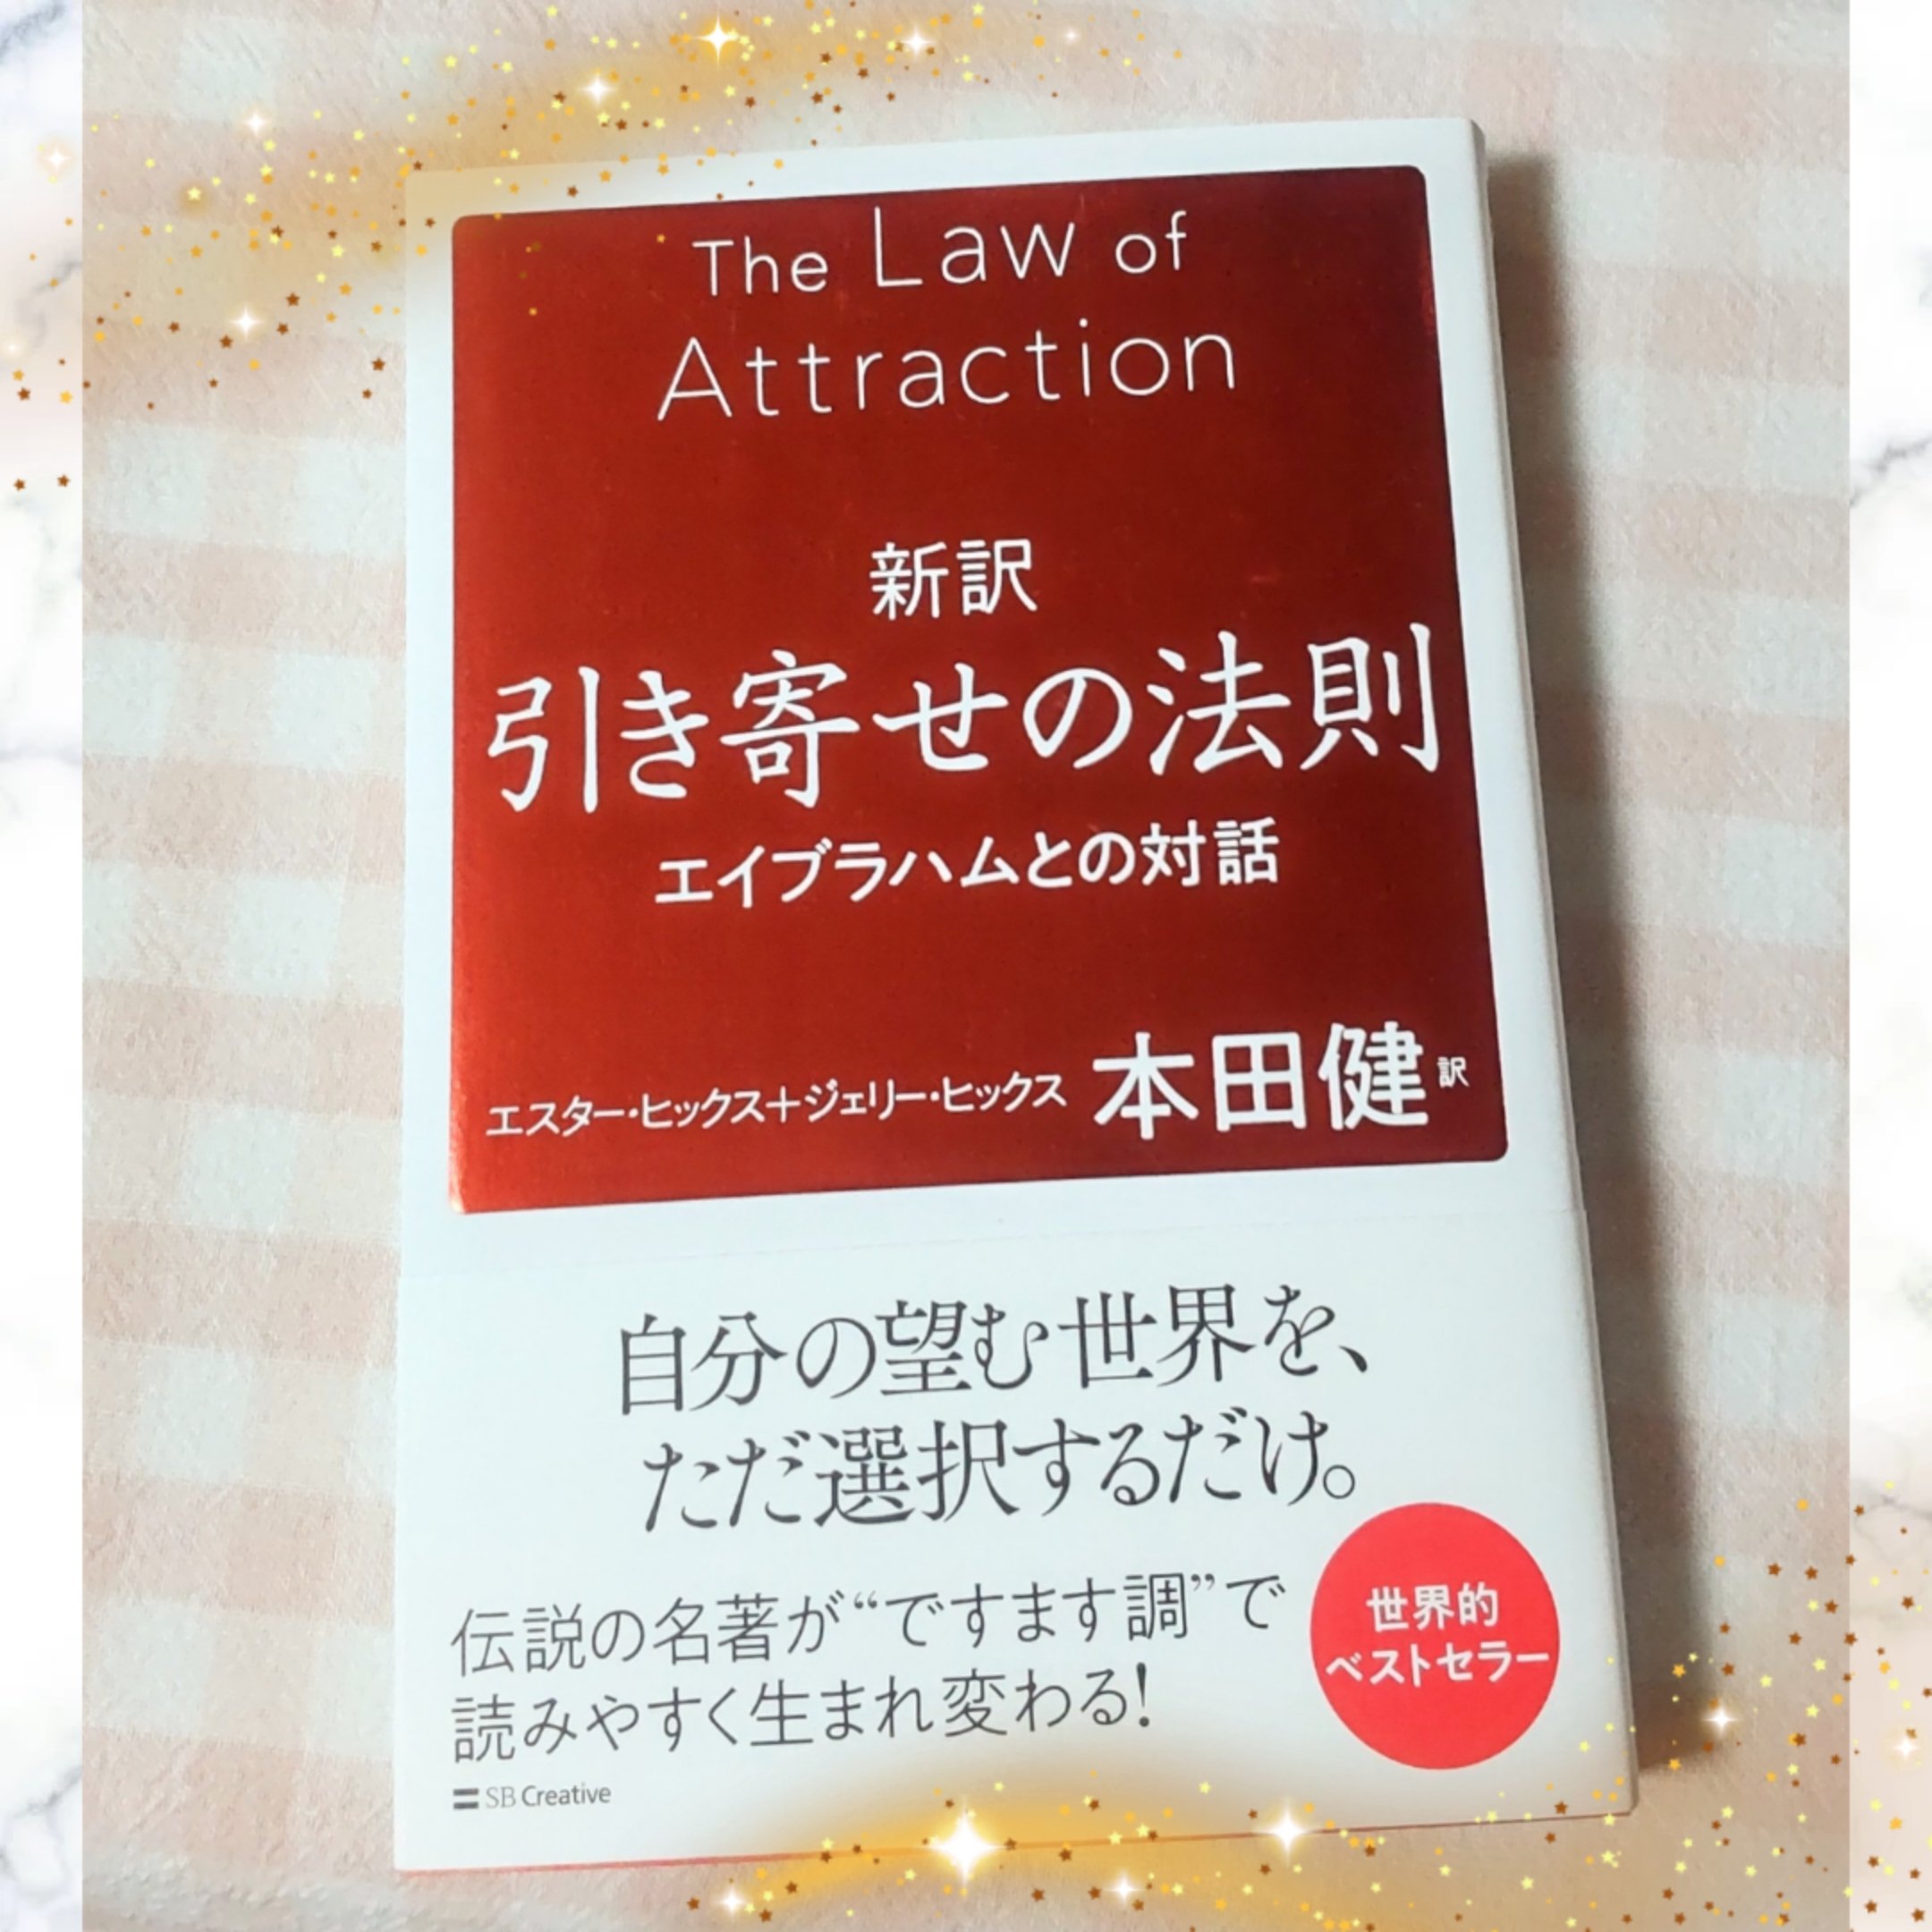 The Law of
Attraction
新訳
引き寄せの法則
エイブラハムとの対話
エスター・ヒックス+ジェリー・ヒックス 本田健 訳
自分の望む世界を、
ただ選択するだけ。
伝説の名著が“ですます調”で
読みやすく生まれ変わる!
世界的
ベストセラー
SB Creative